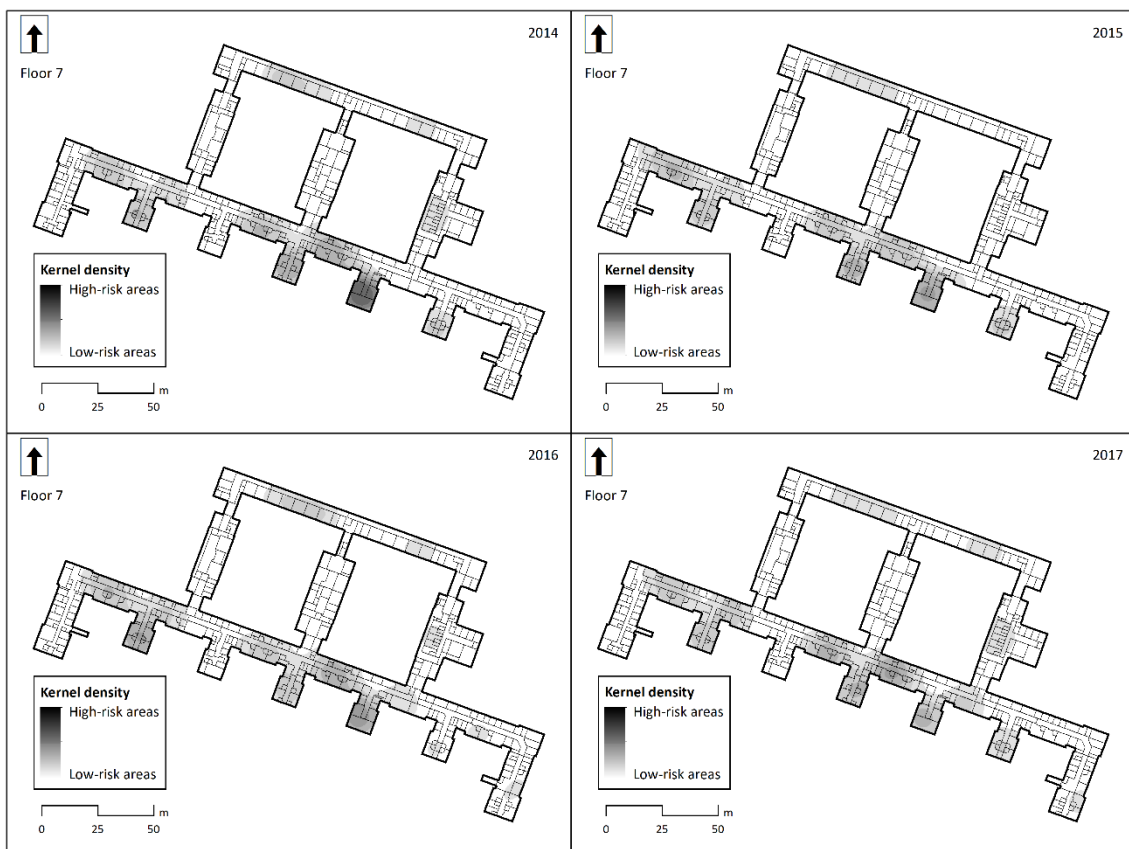 2014
Floor 7
Kernel density
High-risk areas
Low-risk areas
m
0 25 50
2015
Floor 7
Kernel density
High-risk areas
Low-risk areas
m
0 25 50
2016
Floor 7
Kernel density
High-risk areas
Low-risk areas
m
0 25 50
2017
Floor 7
Kernel density
High-risk areas
Low-risk areas
m
0 25 50